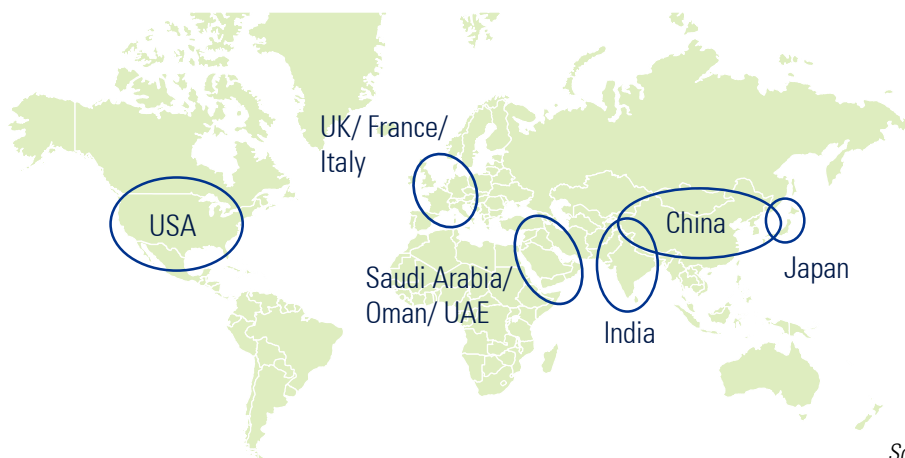 UK/ France/
Italy
USA
China
Saudi Arabia/
Oman/ UAE
Japan
India